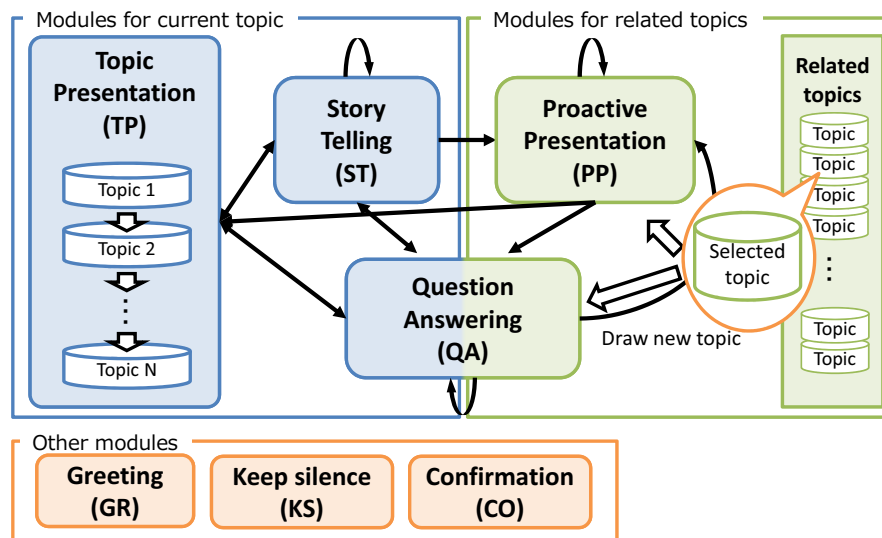 Modules for current topic
Topic
Presentation
(TP)
Topic 1
Topic 2
Topic N
Story
Telling
(ST)
Modules for related topics
Proactive
Presentation
(PP)
Question
Answering
(QA)
Related
topics
Topic
Topic
Topic
Topic
Selected
topic
Draw new topic
Topic
Topic
Other modules
Greeting
(GR)
Keep silence
(KS)
Confirmation
(CO)